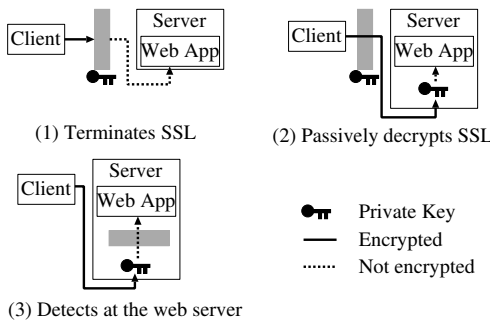 Client
Server
Web App
(1) Terminates SSL
Client
Server
Web App
(2) Passively decrypts SSL
Client
Server
Web App
(3) Detects at the web server
Private Key
Encrypted
Not encrypted